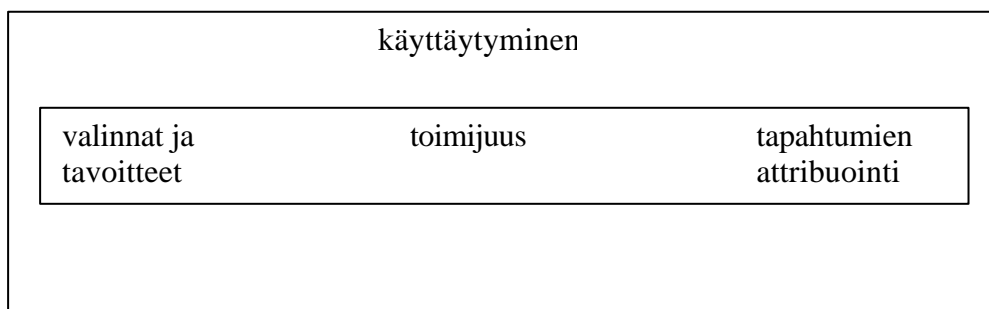 käyttäytyminen
valinnat ja toimijuus tapahtumien
tavoitteet attribuointi